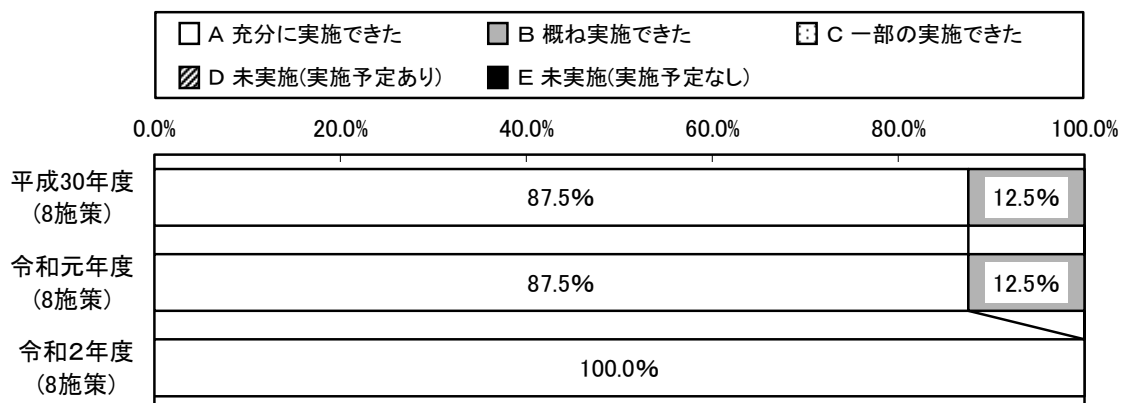 A 充分に実施できた B 概ね実施できた C 一部の実施できた
D 未実施(実施予定あり) E 未実施(実施予定なし)
0.0% 20.0% 40.0% 60.0% 80.0% 100.0%
平成30年度
(8施策)
87.5% 12.5%
令和元年度
(8施策)
87.5% 12.5%
令和２年度
(8施策)
100.0%